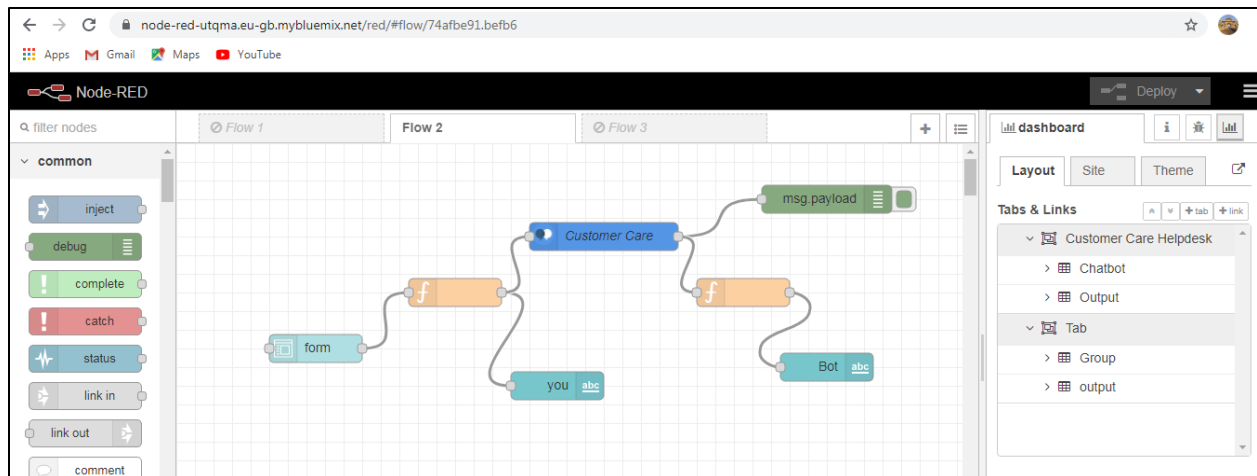 node-red-utqma.eu-gb.mybluemix.net/red/#flow/74afbe91.befb6
Apps Gmail Maps YouTube
Node-RED Deploy
filter nodes Flow 1 Flow 2 Flow 3 dashboard i
common
Layout Site Theme
inject
debug
complete
catch
status
link in
link out
comment
form
f
you abc
Customer Care
msg.payload
f
Bot abc
Tabs & Links +tab +link
Customer Care Helpdesk
Chatbot
Output
Tab
Group
output